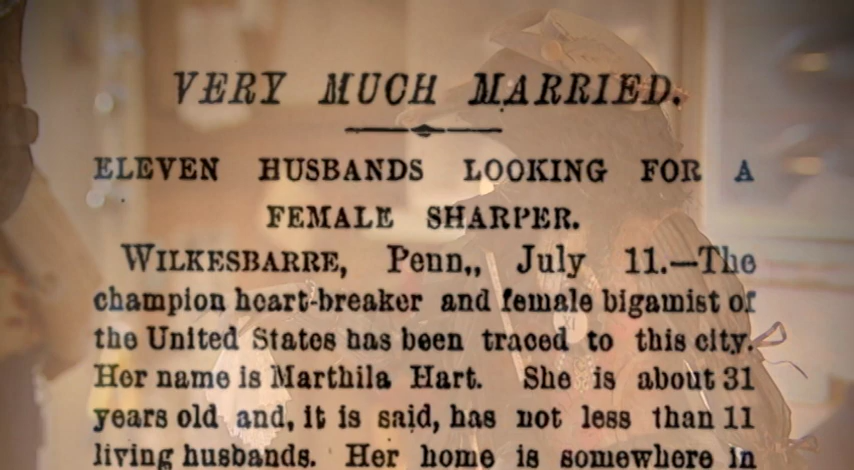 VERY MUCH MARRIED.
ELEVEN HUSBANDS LOOKING FOR A
FEMALE SHARPER.
WILKESBARRE, Penn,, July 11.—The
champion heart-breaker and female bigamist of
the United States has been traced to this city.
Her name is Marthila Hart. She is about 31
years old and, it is said, has not less than 11
living husbands. Her home is somewhere in